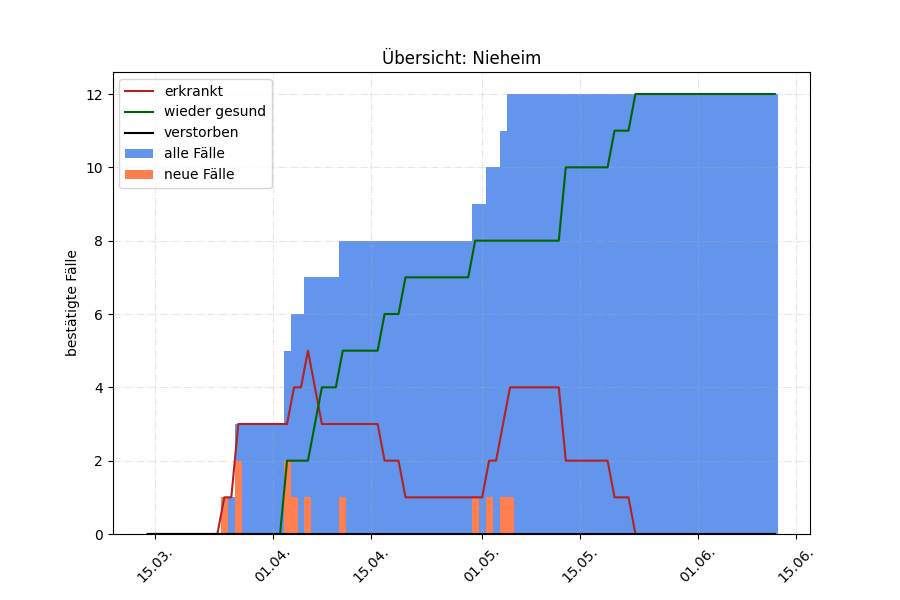 Übersicht: Nieheim
erkrankt
wieder gesund
verstorben
alle Fälle
neue Fälle
bestätigte Fälle
12
10
8
6
4
2
0
15.03.
01.04.
15.04.
01.05.
15.05.
01.06.
15.06.